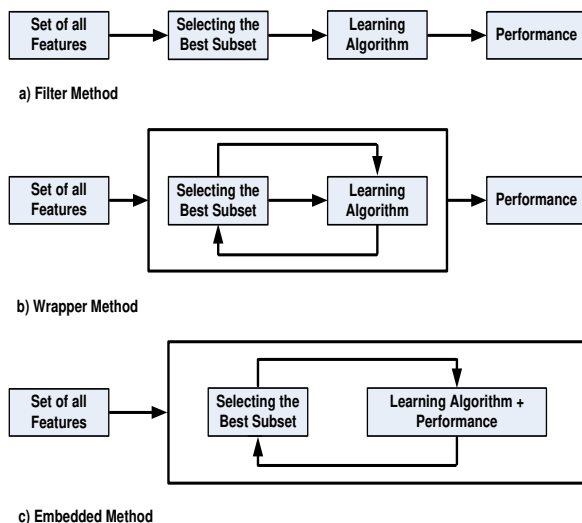 Set of all
Features
Selecting the
Best Subset
Learning
Algorithm
Performance
a) Filter Method
Set of all
Features
Selecting the
Best Subset
Learning
Algorithm
Performance
b) Wrapper Method
Set of all
Features
Selecting the
Best Subset
Learning Algorithm +
Performance
c) Embedded Method